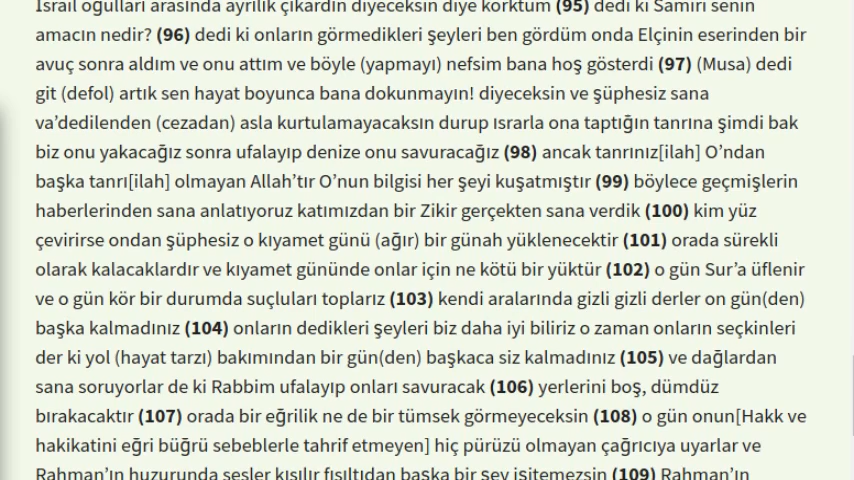 İsrail oğulları arasında ayrılık çıkardın diyeceksin diye korktum (95) dedi ki Samiri senin
amacın nedir? (96) dedi ki onların görmedikleri şeyleri ben gördüm onda Elçinin eserinden bir
avuç sonra aldım ve onu attım ve böyle (yapmayı) nefsim bana hoş gösterdi (97) (Musa) dedi
git (defol) artık sen hayat boyunca bana dokunmayın! diyeceksin ve şüphesiz sana
va’dedilenden (cezadan) asla kurtulamayacaksın durup ısrarla ona taptığın tanrına şimdi bak
biz onu yakacağız sonra ufalayıp denize onu savuracağız (98) ancak tanrınız[ilah] O’ndan
başka tanrı[ilah] olmayan Allah’tır O’nun bilgisi her şeyi kuşatmıştır (99) böylece geçmişlerin
haberlerinden sana anlatıyoruz katımızdan bir Zikir gerçekten sana verdik (100) kim yüz
çevirirse ondan şüphesiz o kıyamet günü (ağır) bir günah yüklenecektir (101) orada sürekli
olarak kalacaklardır ve kıyamet gününde onlar için ne kötü bir yüktür (102) o gün Sur’a üflenir
ve o gün kör bir durumda suçluları toplarız (103) kendi aralarında gizli gizli derler on gün(den)
başka kalmadınız (104) onların dedikleri şeyleri biz daha iyi biliriz o zaman onların seçkinleri
der ki yol (hayat tarzı) bakımından bir gün(den) başkaca siz kalmadınız (105) ve dağlardan
sana soruyorlar de ki Rabbim ufalayıp onları savuracak (106) yerlerini boş, dümdüz
bırakacaktır (107) orada bir eğrilik ne de bir tümsek görmeyeceksin (108) o gün onun[Hakk ve
hakikatini eğri büğrü sebeblerle tahrif etmeyen] hiç pürüzü olmayan çağrıcıya uyarlar ve
Rahman’ın huzurunda sesler kısılır fısıltıdan başka bir şey işitemezsin (109) Rahman’ın